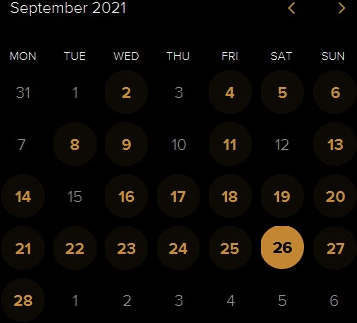 September 2021
MON TUE WED THU FRI SAT SUN
31 1 2 3 4 5 6
7 8 9 10 11 12 13
14 15 16 17 18 19 20
21 22 23 24 25 26 27
28 1 2 3 4 5 6